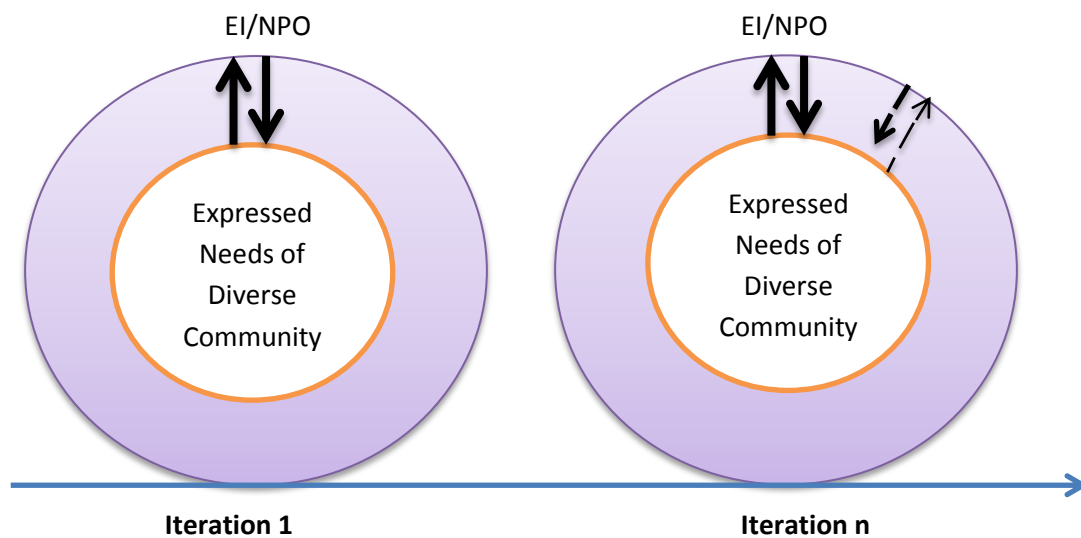 EI/NPO
Expressed
Needs of
Diverse
Community
Iteration 1
EI/NPO
Expressed
Needs of
Diverse
Community
Iteration n